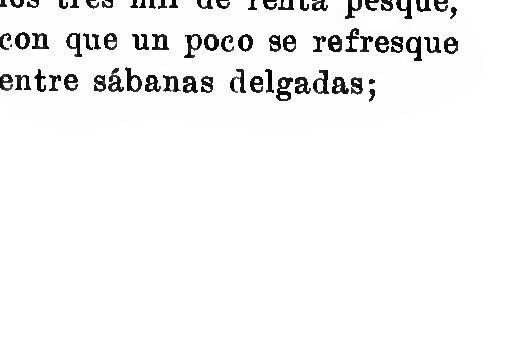 los tres mil de renta pesque,
con que un poco se refresque
entre sábanas delgadas;